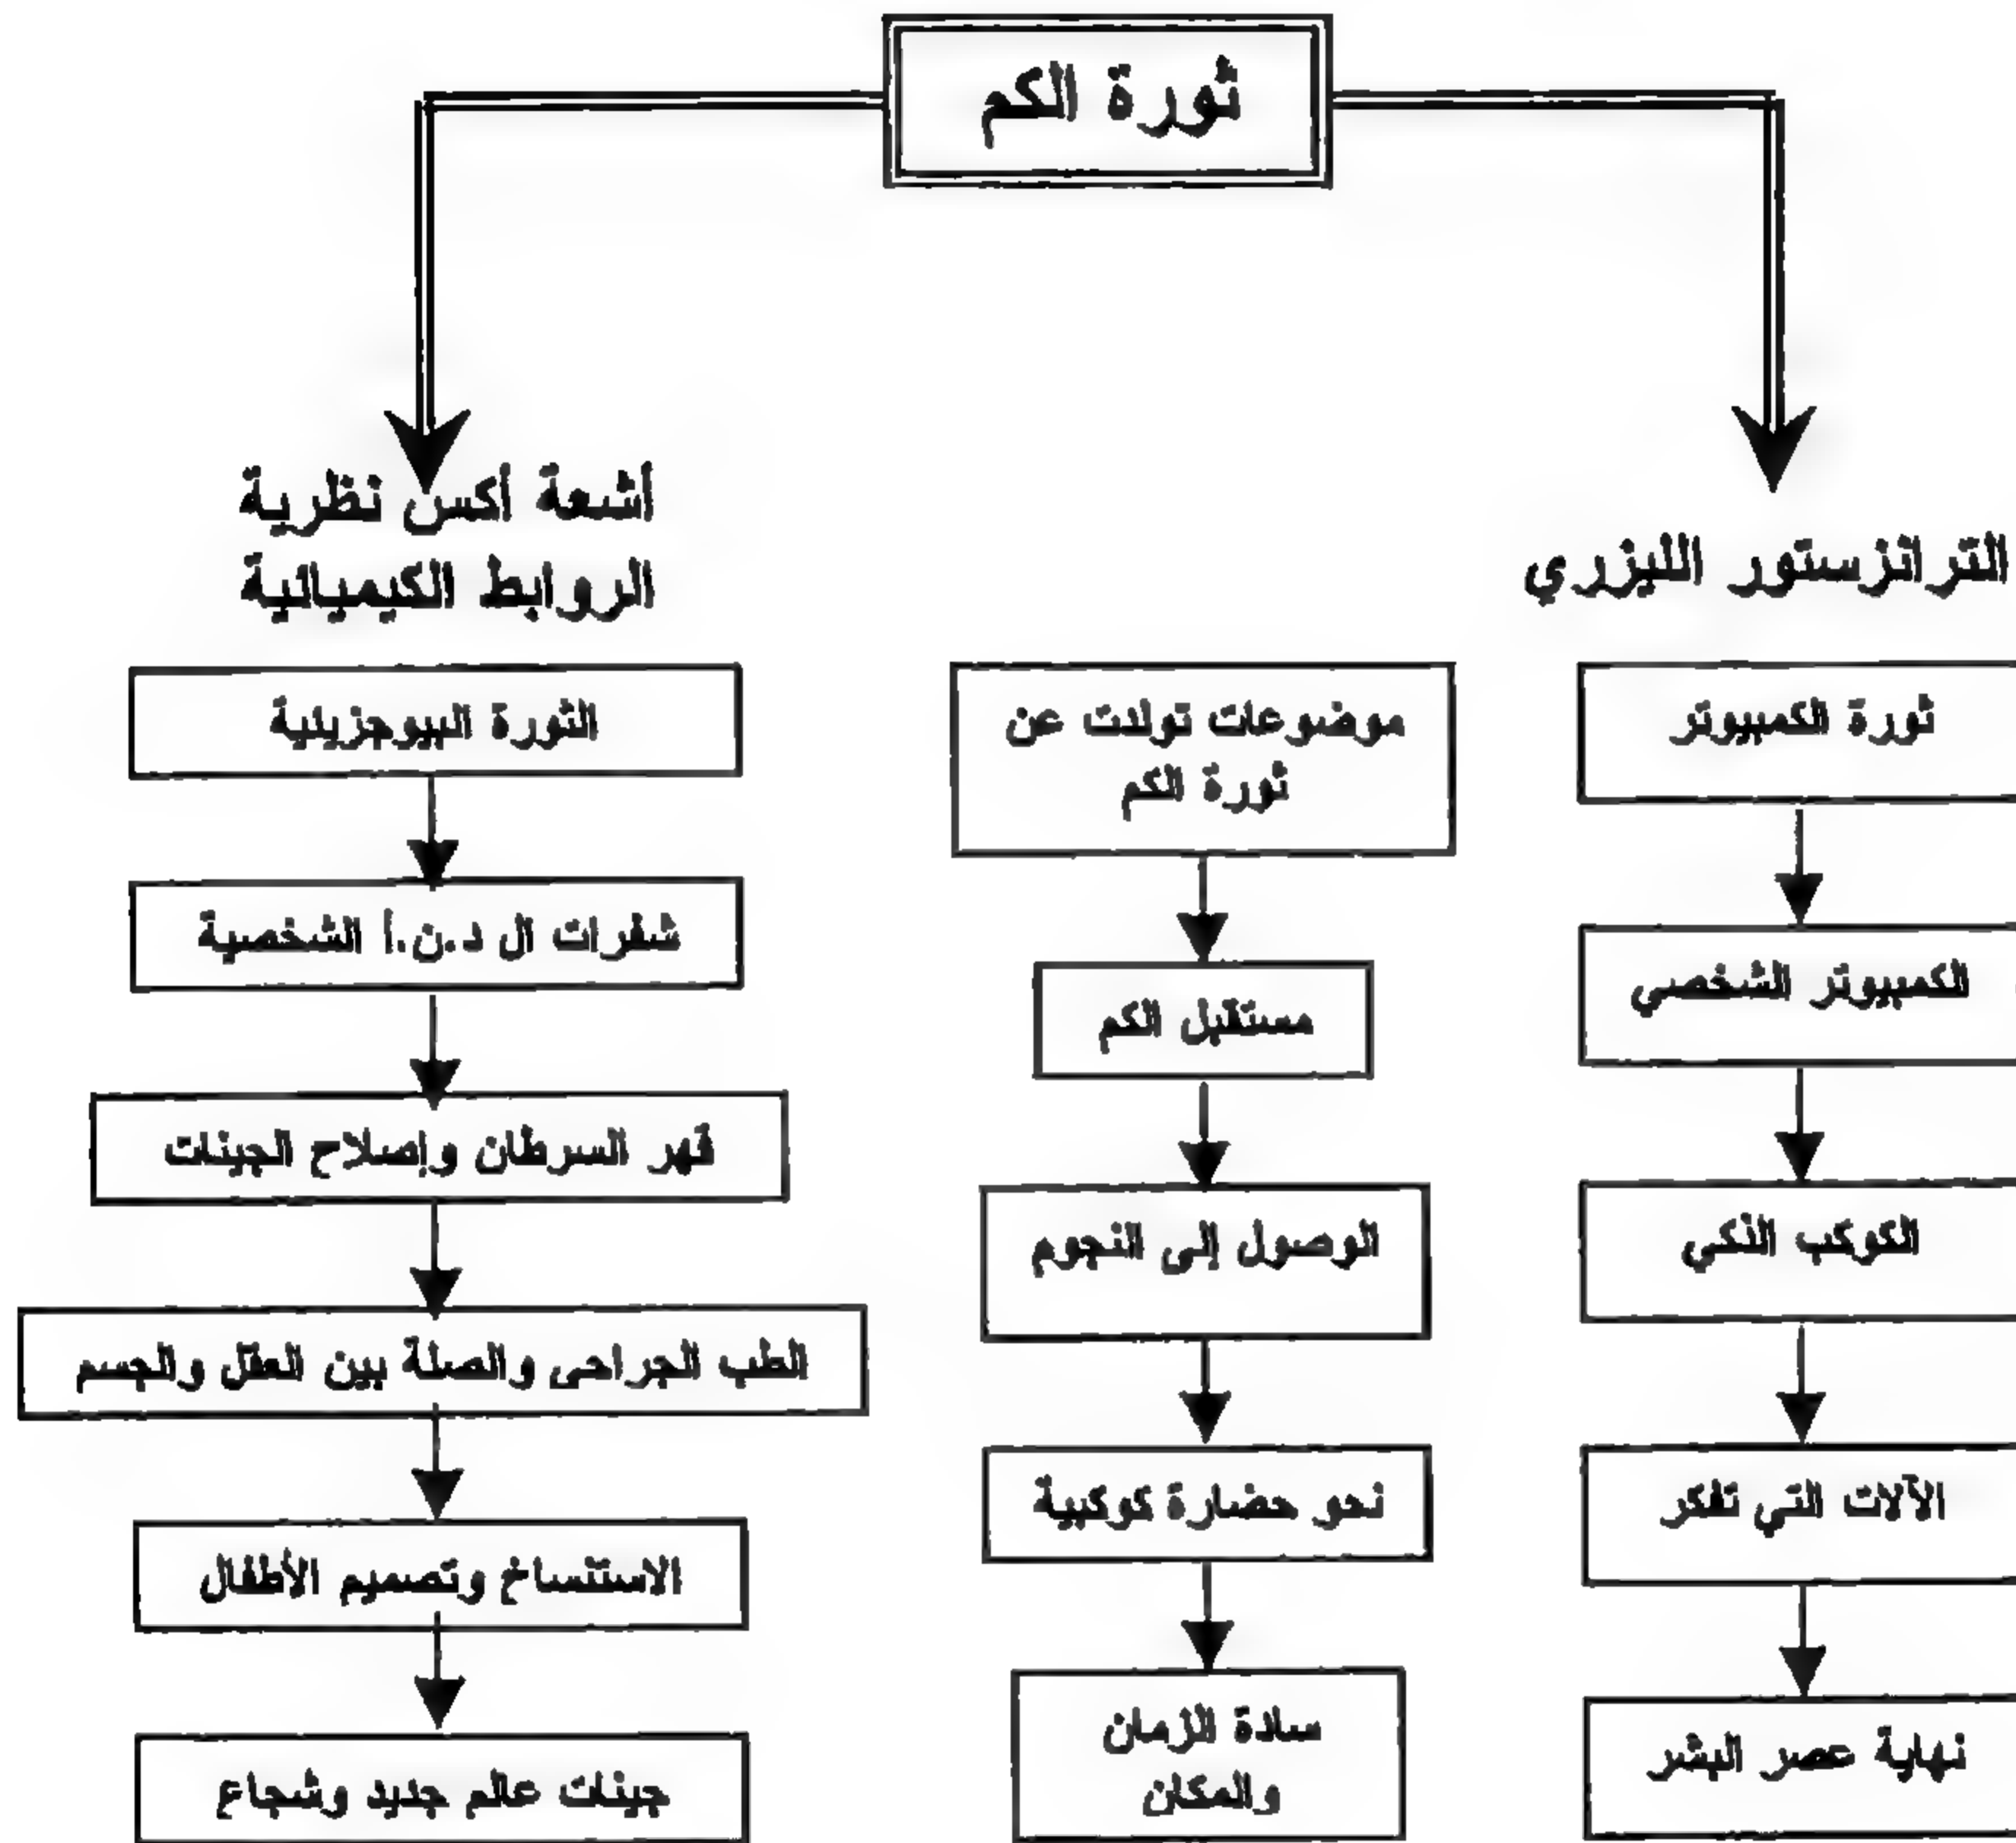 ثورة الكم
الترانزستور الليزري
ثورة الكمبيوتر
الكمبيوتر الشخصي
الكوكب الذكي
الآلات التي تفكر
نهاية عصر البشر
موضوعات تولدت عن
ثورة الكم
مستقبل الكم
الوصول إلى النجوم
نحو حضارة كوكبية
سادة الزمان
والمكان
أشعة أكس نظرية
الروابط الكيميائية
الثورة البيوجزيئية
شفرات ال د.ن.أ الشخصية
قهر السرطان وإصلاح الجينات
الطب الجراحى والصلة بين العقل والجسم
الاستنساخ وتصميم الأطفال
جينات عالم جديد وشجاع